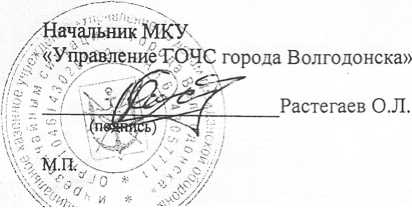 Начальник МКУ
«Управление ГОЧС города Волгодонска»
Растегаев О.Л.
(подпись)
М.П.